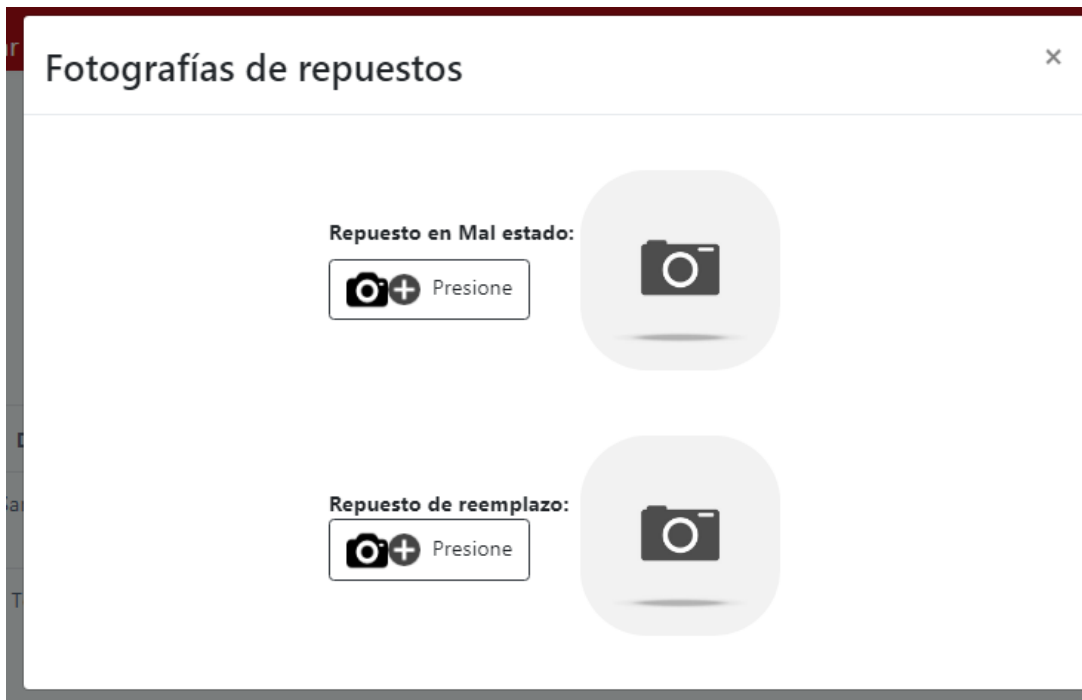 Fotografías de repuestos
×
Repuesto en Mal estado:
Presione
Repuesto de reemplazo:
Presione